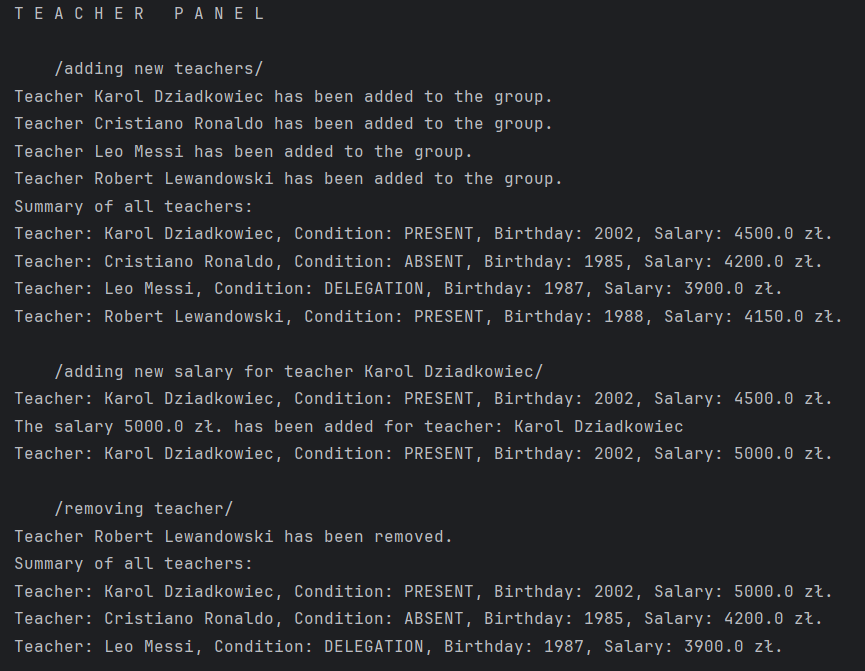 T E A C H E R   P A N E L
/adding new teachers/
Teacher Karol Dziadkowiec has been added to the group.
Teacher Cristiano Ronaldo has been added to the group.
Teacher Leo Messi has been added to the group.
Teacher Robert Lewandowski has been added to the group.
Summary of all teachers:
Teacher: Karol Dziadkowiec, Condition: PRESENT, Birthday: 2002, Salary: 4500.0 zł.
Teacher: Cristiano Ronaldo, Condition: ABSENT, Birthday: 1985, Salary: 4200.0 zł.
Teacher: Leo Messi, Condition: DELEGATION, Birthday: 1987, Salary: 3900.0 zł.
Teacher: Robert Lewandowski, Condition: PRESENT, Birthday: 1988, Salary: 4150.0 zł.
/adding new salary for teacher Karol Dziadkowiec/
Teacher: Karol Dziadkowiec, Condition: PRESENT, Birthday: 2002, Salary: 4500.0 zł.
The salary 5000.0 zł. has been added for teacher: Karol Dziadkowiec
Teacher: Karol Dziadkowiec, Condition: PRESENT, Birthday: 2002, Salary: 5000.0 zł.
/removing teacher/
Teacher Robert Lewandowski has been removed.
Summary of all teachers:
Teacher: Karol Dziadkowiec, Condition: PRESENT, Birthday: 2002, Salary: 5000.0 zł.
Teacher: Cristiano Ronaldo, Condition: ABSENT, Birthday: 1985, Salary: 4200.0 zł.
Teacher: Leo Messi, Condition: DELEGATION, Birthday: 1987, Salary: 3900.0 zł.